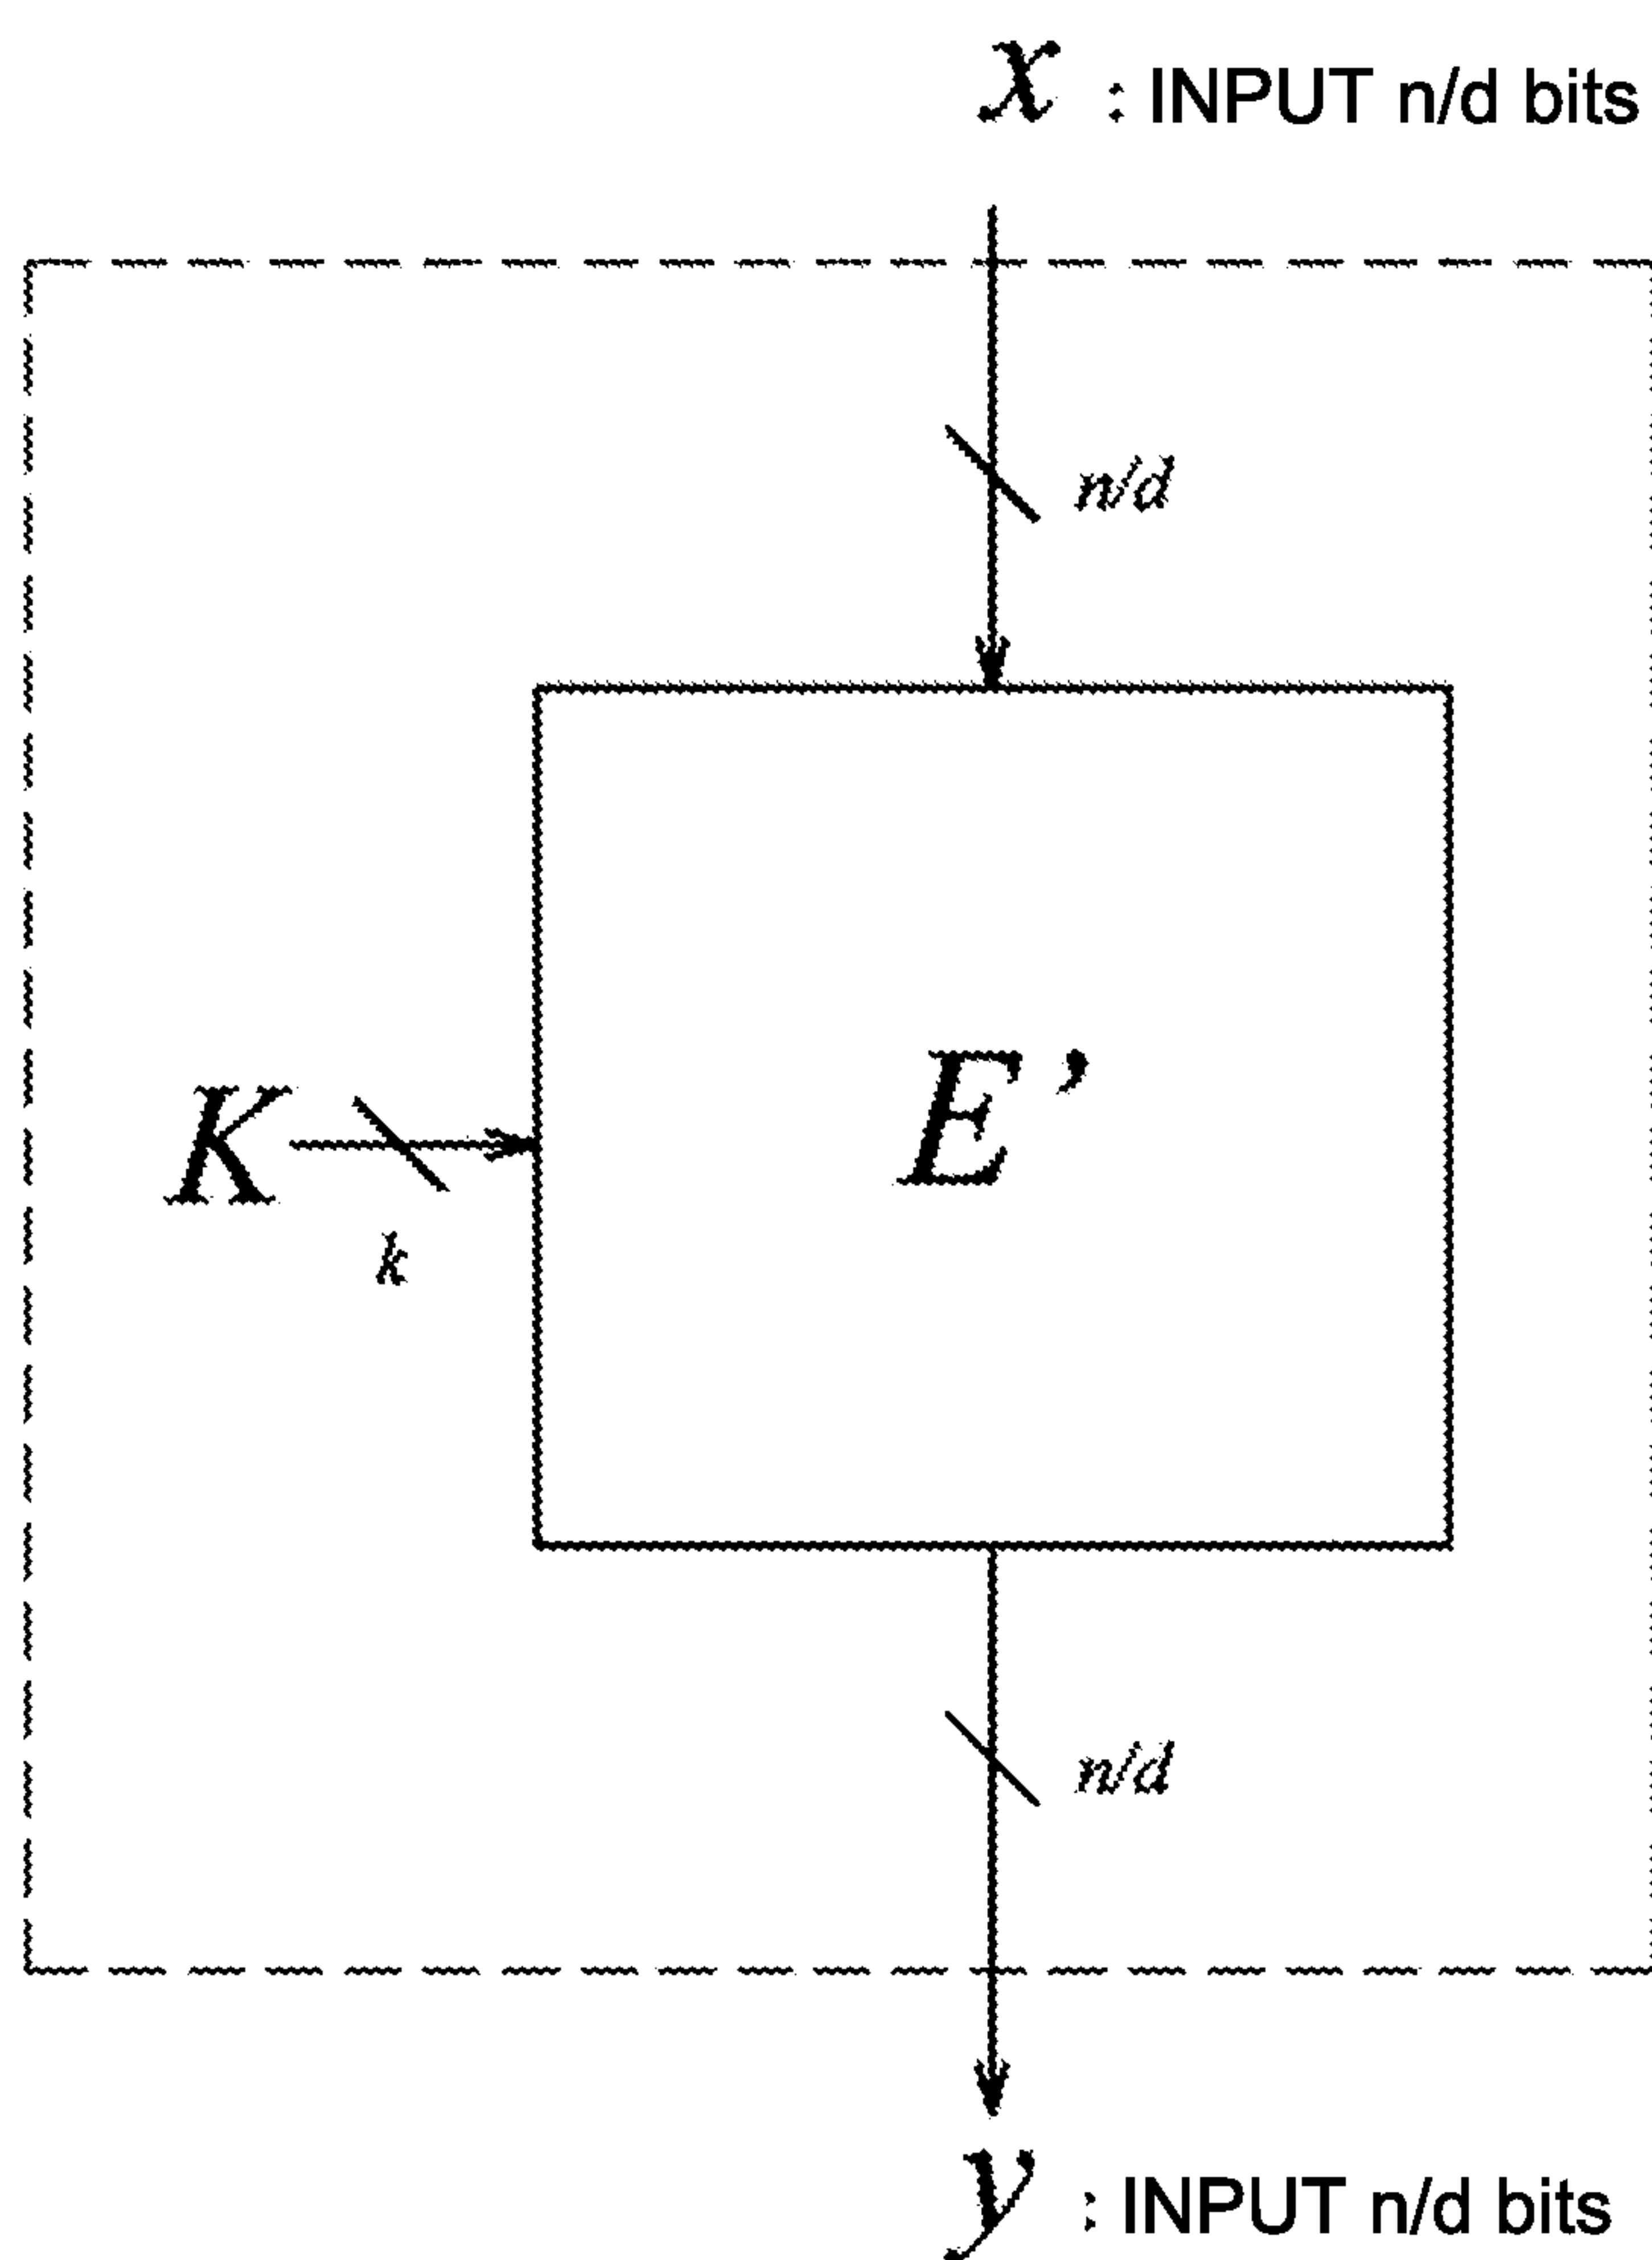 x : INPUT n/d bits
n/d
E’
K
k
n/d
y : INPUT n/d bits